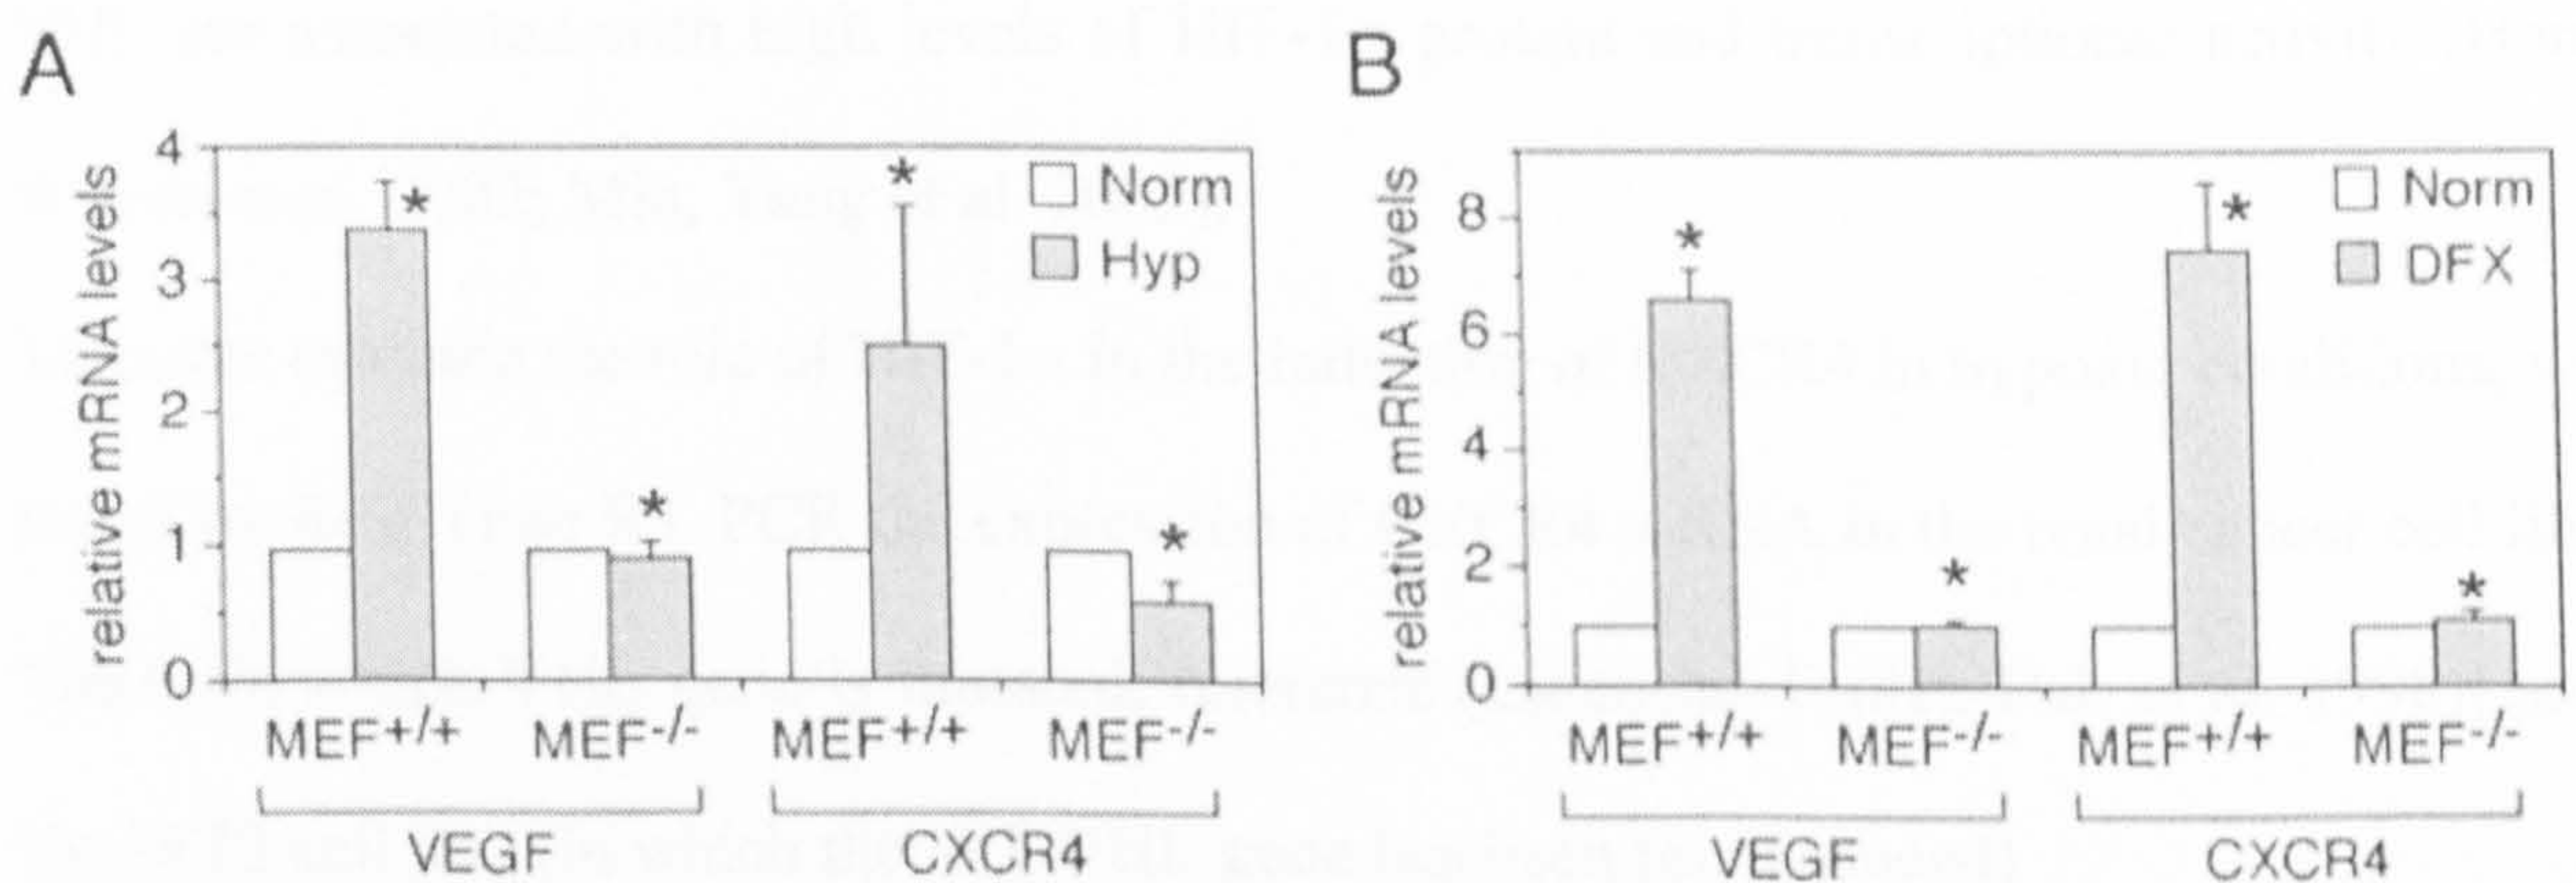 A
relative mRNA levels
4
3
2
1
0
* * * *
Norm
Hyp
MEF+/+ MEF-/- MEF+/+ MEF-/-
VEGF CXCR4
B
relative mRNA levels
8
6
4
2
0
* * * *
Norm
DFX
MEF+/+ MEF-/- MEF+/+ MEF-/-
VEGF CXCR4